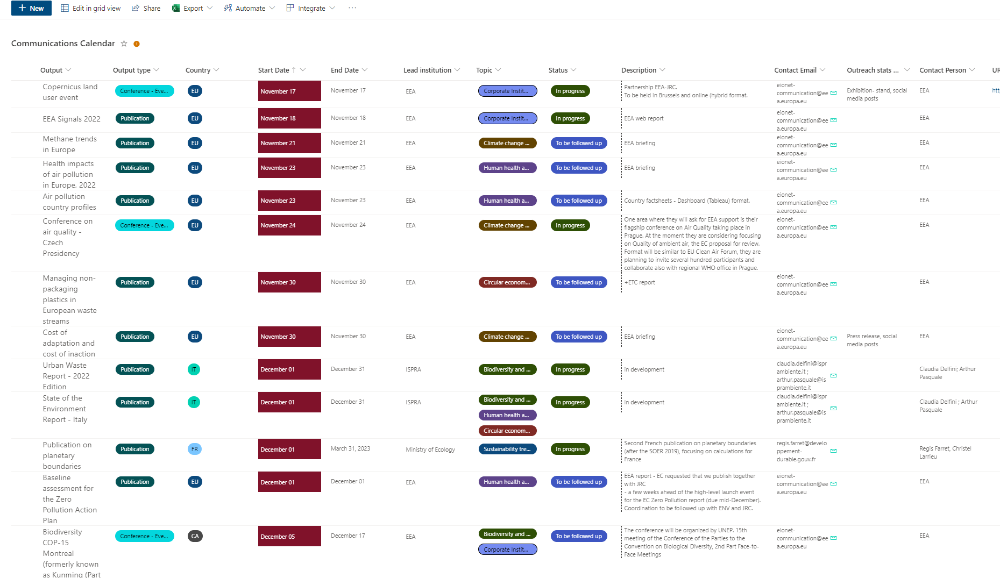 New Edit in grid view Share Export Automate Integrate ...
Communications Calendar
Output Output type Country Start Date ↑ End Date Lead institution Topic Status Description Contact Email Outreach stats ... Contact Person UR
Copernicus land
user event
Conference - Eve...
EU
November 17
November 17
EEA
Corporate Instit...
In progress
Partnership EEA-JRC.
To be held in Brussels and online (hybrid format.
eionet-
communication@ee
a.europa.eu
Exhibition- stand, social
media posts
EEA
htt
EEA Signals 2022
Publication
EU
November 18
November 18
EEA
Corporate Instit...
In progress
EEA web report
eionet-
communication@ee
a.europa.eu
EEA
Methane trends
in Europe
Publication
EU
November 21
November 21
EEA
Climate change ...
To be followed up
EEA briefing
eionet-
communication@ee
a.europa.eu
EEA
Health impacts
of air pollution
in Europe, 2022
Publication
EU
November 23
November 23
EEA
Human health a...
To be followed up
EEA briefing
eionet-
communication@ee
a.europa.eu
EEA
Air pollution
country profiles
Publication
EU
November 23
November 23
EEA
Human health a...
To be followed up
Country factsheets - Dashboard (Tableau) format.
eionet-
communication@ee
a.europa.eu
EEA
Conference on
air quality -
Czech
Presidency
Conference - Eve...
EU
November 24
November 24
EEA
Climate change ...
In progress
One area where they will ask for EEA support is their
flagship conference on Air Quality taking place in
Prague. At the moment they are considering focusing
on Quality of ambient air, the EC proposal for review.
Format will be similar to EU Clean Air Forum, they are
planning to invite several hundred participants and
collaborate also with regional WHO office in Prague.
eionet-
communication@ee
a.europa.eu
EEA
Managing non-
packaging
plastics in
European waste
streams
Publication
EU
November 30
November 30
EEA
Circular econom...
To be followed up
+ETC report
eionet-
communication@ee
a.europa.eu
EEA
Cost of
adaptation and
cost of inaction
Publication
EU
November 30
November 30
EEA
Climate change ...
To be followed up
EEA briefing
eionet-
communication@ee
a.europa.eu
Press release, social
media posts
EEA
Urban Waste
Report - 2022
Edition
Publication
IT
December 01
December 31
ISPRA
Biodiversity and ...
In progress
in development
claudia.delfini@ispr
ambiente.it ;
arthur.pasquale@is
prambiente.it
Claudia Delfini; Arthur
Pasquale
State of the
Environment
Report - Italy
Publication
IT
December 01
December 31
ISPRA
Biodiversity and ...
Human health a...
Circular econom...
In progress
in development
claudia.delfini@ispr
ambiente.it ;
arthur.pasquale@is
prambiente.it
Claudia Delfini ; Arthur
Pasquale
Publication on
planetary
boundaries
Publication
FR
December 01
March 31, 2023
Ministry of Ecology
Sustainability tre...
In progress
Second French publication on planetary boundaries
(after the SOER 2019), focusing on calculations for
France
regis.farret@develo
ppement-
durable.gouv.fr
Regis Farret, Christel
Larrieu
Baseline
assessment for
the Zero
Pollution Action
Plan
Publication
EU
December 01
December 01
EEA
Human health a...
To be followed up
EEA report - EC requested that we publish together
with JRC
- a few weeks ahead of the high-level launch event
for the EC Zero Pollution report (due mid-December).
Coordination to be followed up with ENV and JRC.
eionet-
communication@ee
a.europa.eu
EEA
Biodiversity
COP-15
Montreal
(formerly known
as Kunming (Part
Conference - Eve...
CA
December 05
December 17
EEA
Biodiversity and ...
Corporate Instit...
To be followed up
The conference will be organized by UNEP. 15th
meeting of the Conference of the Parties to the
Convention on Biological Diversity, 2nd Part Face-to-
Face Meetings
eionet-
communication@ee
a.europa.eu
EEA